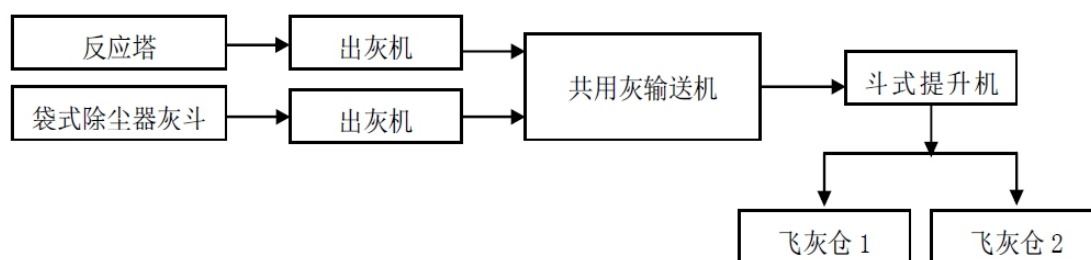 反应塔
出灰机
袋式除尘器灰斗
出灰机
共用灰输送机
斗式提升机
飞灰仓 1
飞灰仓 2